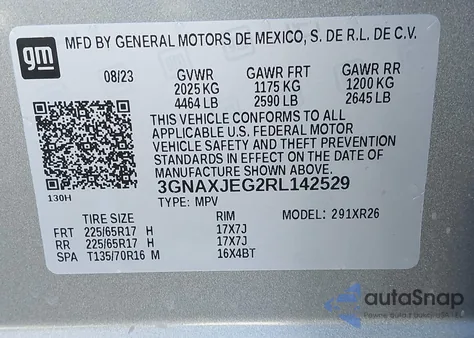 gm
MFD BY GENERAL MOTORS DE MEXICO, S. DE R.L. DE C.V.
08/23 GVWR GAWR FRT GAWR RR
2025 KG 1175 KG 1200 KG
4464 LB 2590 LB 2645 LB
THIS VEHICLE CONFORMS TO ALL
APPLICABLE U.S. FEDERAL MOTOR
VEHICLE SAFETY AND THEFT PREVENTION
STANDARDS IN EFFECT ON THE DATE OF
MANUFACTURE SHOWN ABOVE.
3GNAXJEG2RL142529
130H TYPE: MPV
TIRE SIZE RIM MODEL: 291XR26
FRT 225/65R17 H 17X7J
RR 225/65R17 H 17X7J
SPA T135/70R16 M 16X4BT
autoSnap